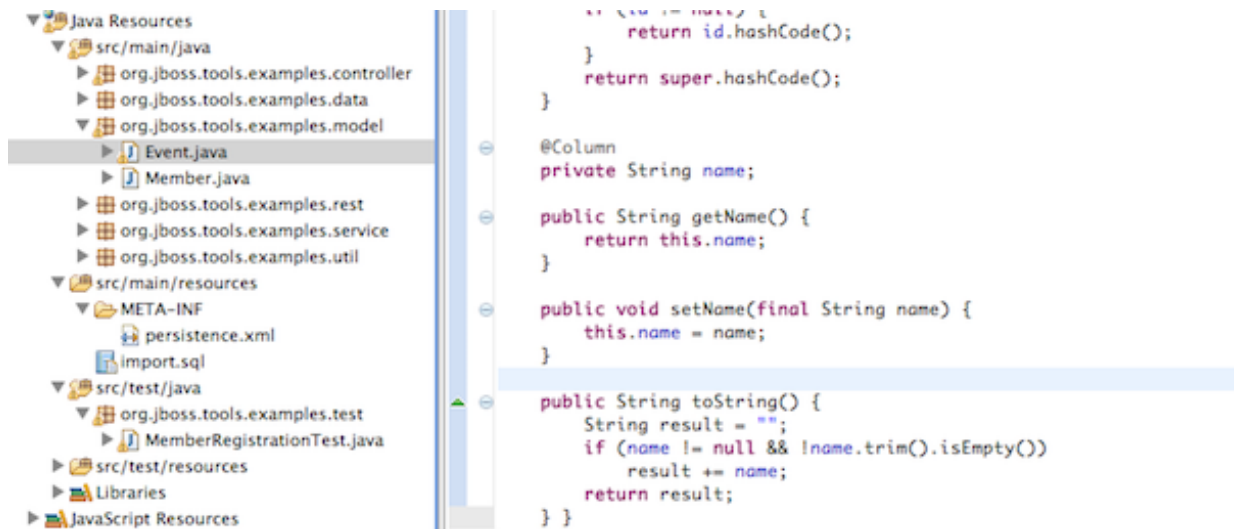 Java Resources
src/main/java
org.jboss.tools.examples.controller
org.jboss.tools.examples.data
org.jboss.tools.examples.model
Event.java
Member.java
org.jboss.tools.examples.rest
org.jboss.tools.examples.service
org.jboss.tools.examples.util
src/main/resources
META-INF
persistence.xml
import.sql
src/test/java
org.jboss.tools.examples.test
MemberRegistrationTest.java
src/test/resources
Libraries
JavaScript Resources
if (id != null) {
return id.hashCode();
}
return super.hashCode();
}
@Column
private String name;
public String getName() {
return this.name;
}
public void setName(final String name) {
this.name = name;
}
public String toString() {
String result = "";
if (name != null && !name.trim().isEmpty())
result += name;
return result;
} }